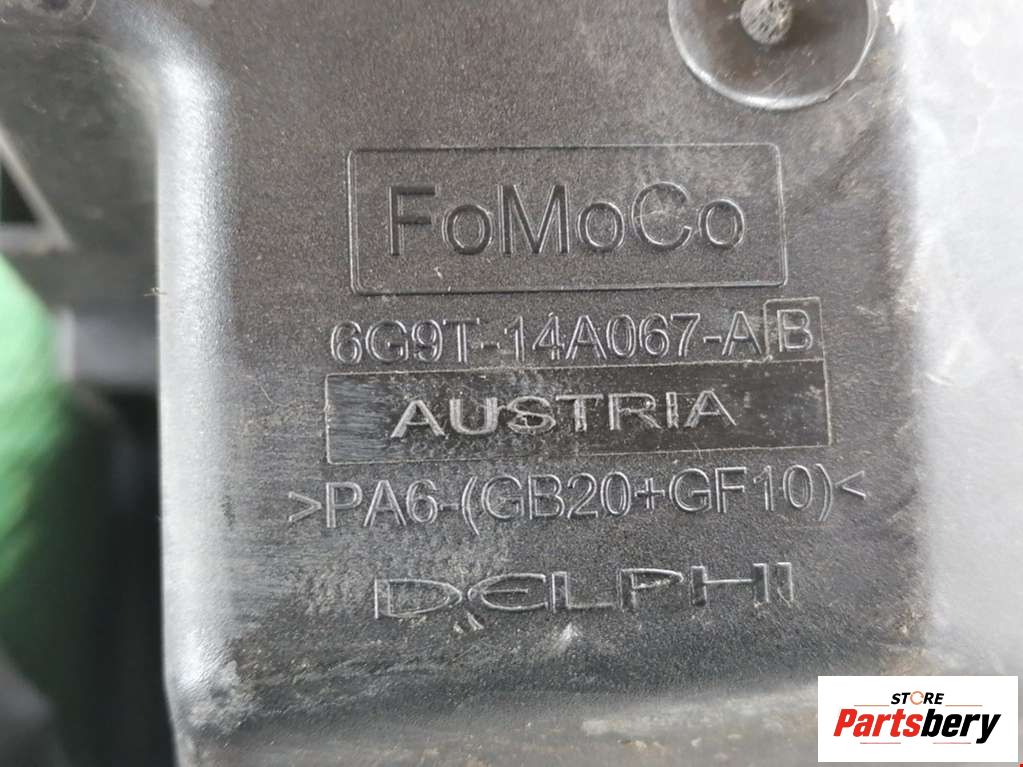 FoMoCo
6G9T-14A067-AB
AUSTRIA
>PA6-(GB20+GF10)<
DELPHI
STORE
Partsbery